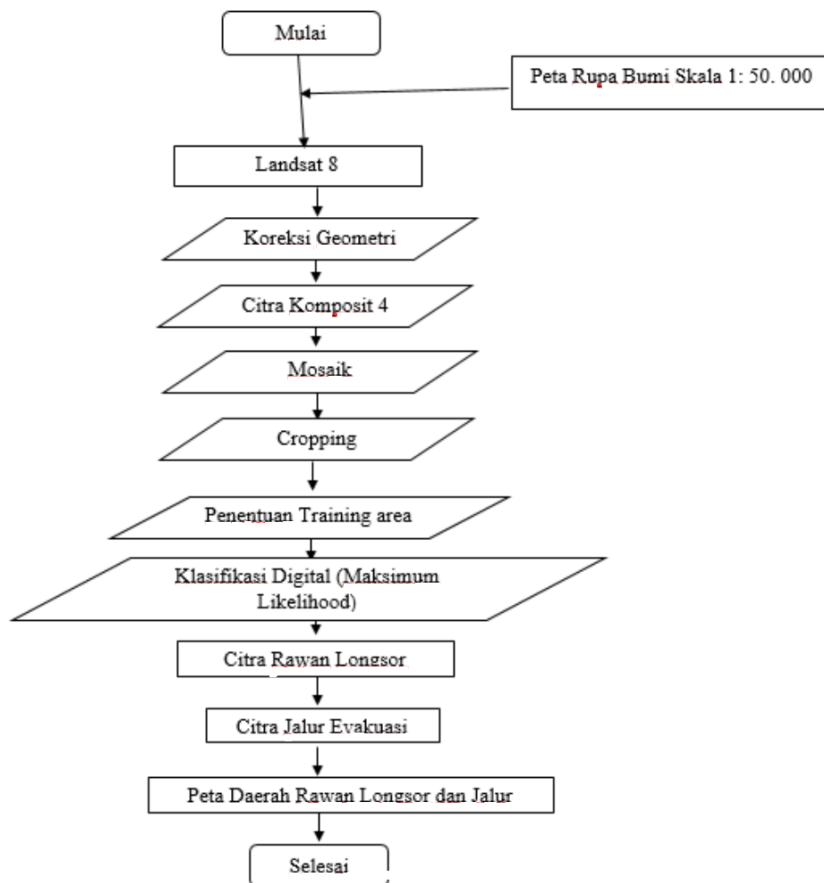 Mulai
Peta Rupa Bumi Skala 1: 50. 000
Landsat 8
Koreksi Geometri
Citra Komposit 4
Mosaik
Cropping
Penentuan Training area
Klasifikasi Digital (Maksimum
Likelihood)
Citra Rawan Longsor
Citra Jalur Evakuasi
Peta Daerah Rawan Longsor dan Jalur
Selesai